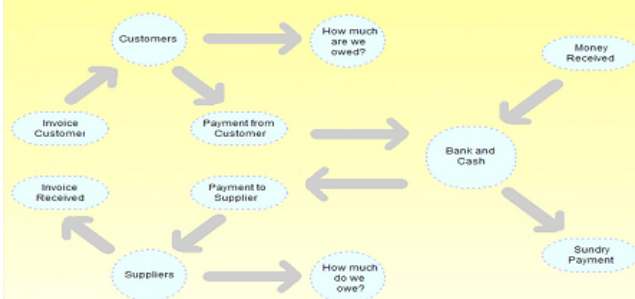 Customers
How much
are we
owed?
Money
Received
Invoice
Customer
Payment from
Customer
Bank and
Cash
Invoice
Received
Payment to
Supplier
Sundry
Payment
Suppliers
How much
do we
owe?